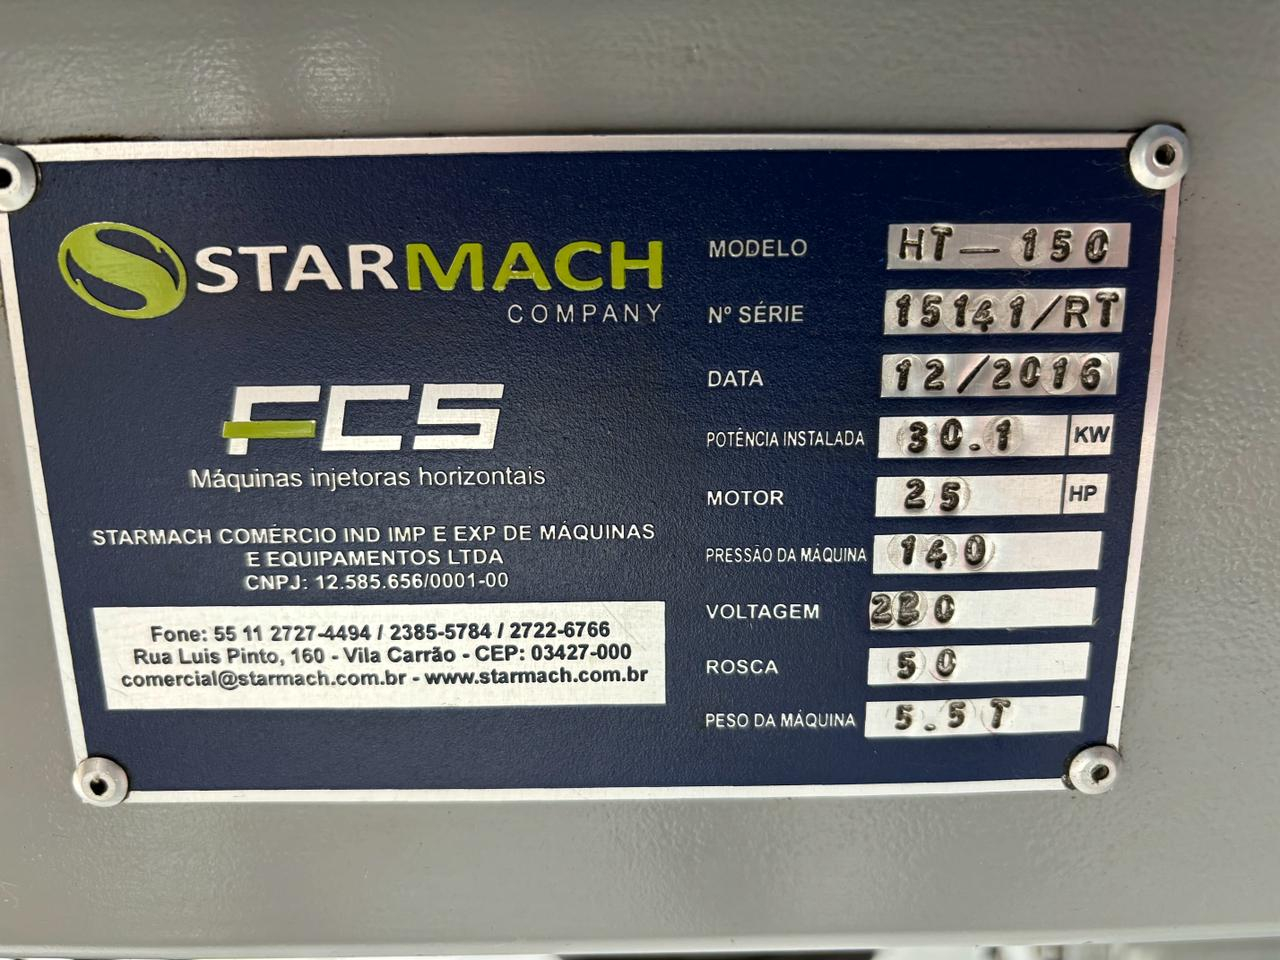 STARMACH
COMPANY
FCS
Máquinas injetoras horizontais
STARMACH COMÉRCIO IND IMP E EXP DE MÁQUINAS
E EQUIPAMENTOS LTDA
CNPJ: 12.585.656/0001-00
Fone: 55 11 2727-4494 / 2385-5784 / 2722-6766
Rua Luis Pinto, 160 - Vila Carrão - CEP: 03427-000
comercial@starmach.com.br - www.starmach.com.br
MODELO HT-150
Nº SÉRIE 15141/RT
DATA 12/2016
POTÊNCIA INSTALADA 30.1 KW
MOTOR 25 HP
PRESSÃO DA MÁQUINA 140
VOLTAGEM 220
ROSCA 50
PESO DA MÁQUINA 5.5T